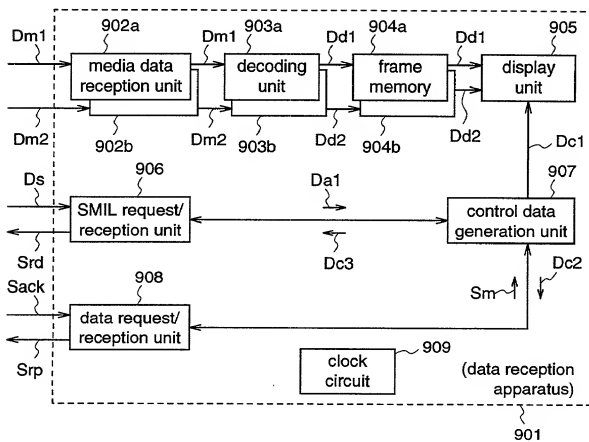 902a
903a
904a
905
Dm1
Dm1
Dd1
Dd1
media data
reception unit
decoding
unit
frame
memory
display
unit
Dm2
902b
Dm2
903b
Dd2
904b
Dd2
Dc1
906
907
Ds
SMIL request/
reception unit
Da1
Dc3
control data
generation unit
Srd
Sack
908
Sm
Dc2
data request/
reception unit
Srp
909
clock
circuit
(data reception
apparatus)
901